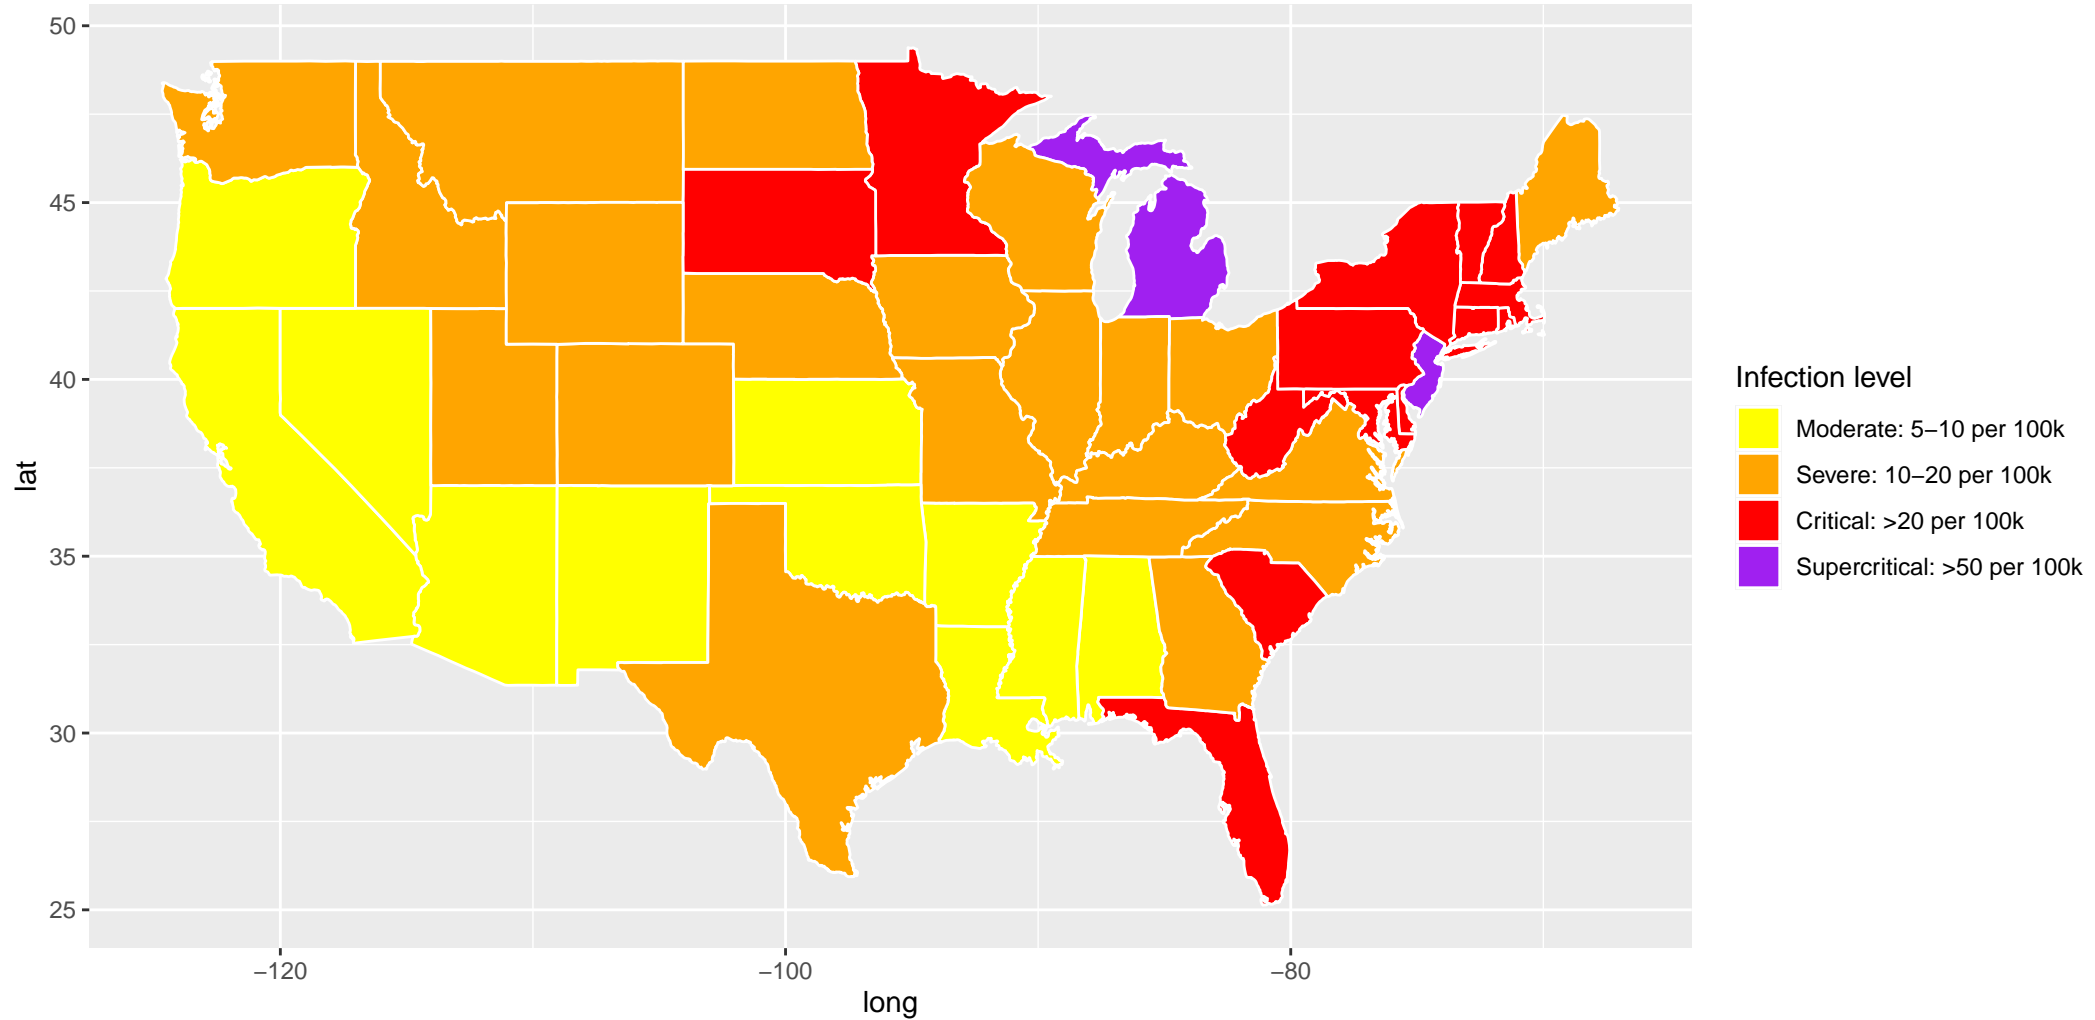 50
45
40
35
30
25
lat
−120
−100
−80
long
Infection level
Moderate: 5−10 per 100k
Severe: 10−20 per 100k
Critical: >20 per 100k
Supercritical: >50 per 100k